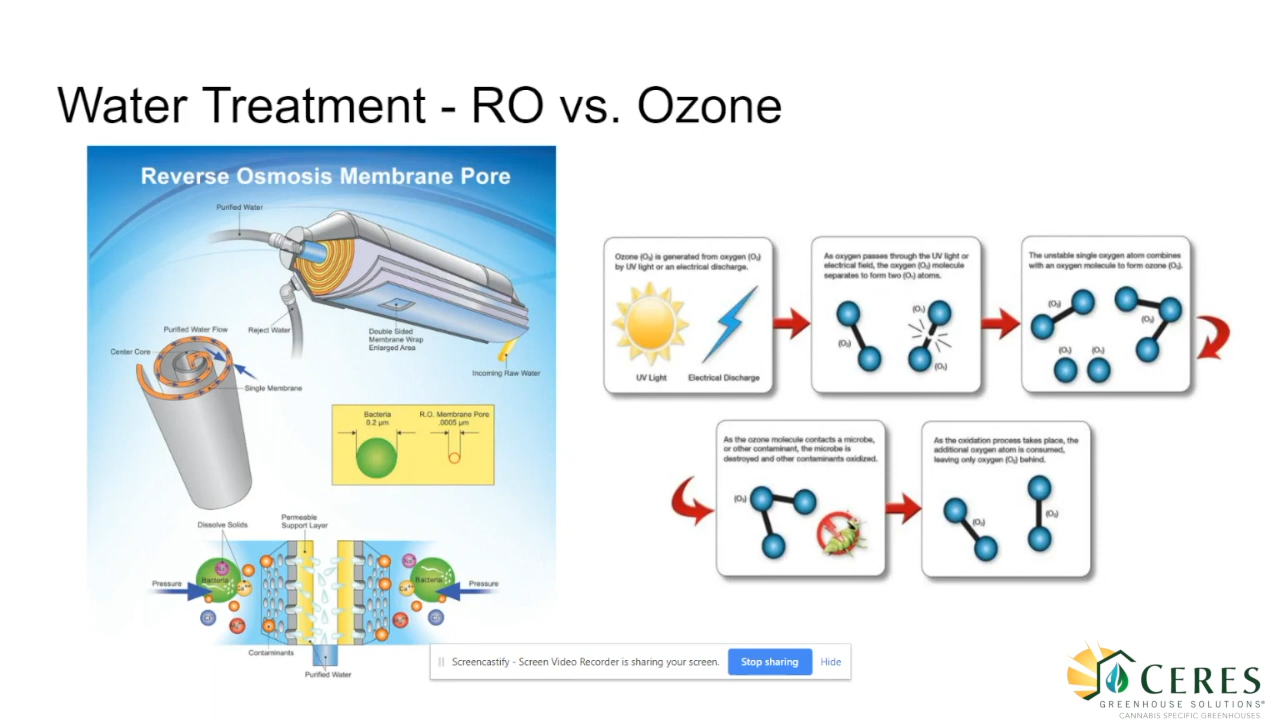 Water Treatment - RO vs. Ozone
Reverse Osmosis Membrane Pore
Purified Water
Reject Water
Double Sided
Membrane Wrap
Enlarged Area
Incoming Raw Water
Purified Water Flow
Center Core
Single Membrane
Bacteria
0.2 µm
R.O. Membrane Pore
.0005 µm
Dissolve Solids
Permeable
Support Layer
Pressure
Bacteria
Bacteria
Pressure
Contaminants
Purified Water
Ozone (O₃) is generated from oxygen (O₂)
by UV light or an electrical discharge.
UV Light
Electrical Discharge
As oxygen passes through the UV light or
electrical field, the oxygen (O₂) molecule
separates to form two (O₁) atoms.
(O₂)
(O₁)
(O₁)
The unstable single oxygen atom combines
with an oxygen molecule to form ozone (O₃).
(O₂)
(O₃)
(O₁)
(O₁)
As the ozone molecule contacts a microbe,
or other contaminant, the microbe is
destroyed and other contaminants oxidized.
(O₃)
As the oxidation process takes place, the
additional oxygen atom is consumed,
leaving only oxygen (O₂) behind.
(O₂)
(O₂)
Screencastify - Screen Video Recorder is sharing your screen.
Stop sharing
Hide
CERES
GREENHOUSE SOLUTIONS®
CANNABIS SPECIFIC GREENHOUSES